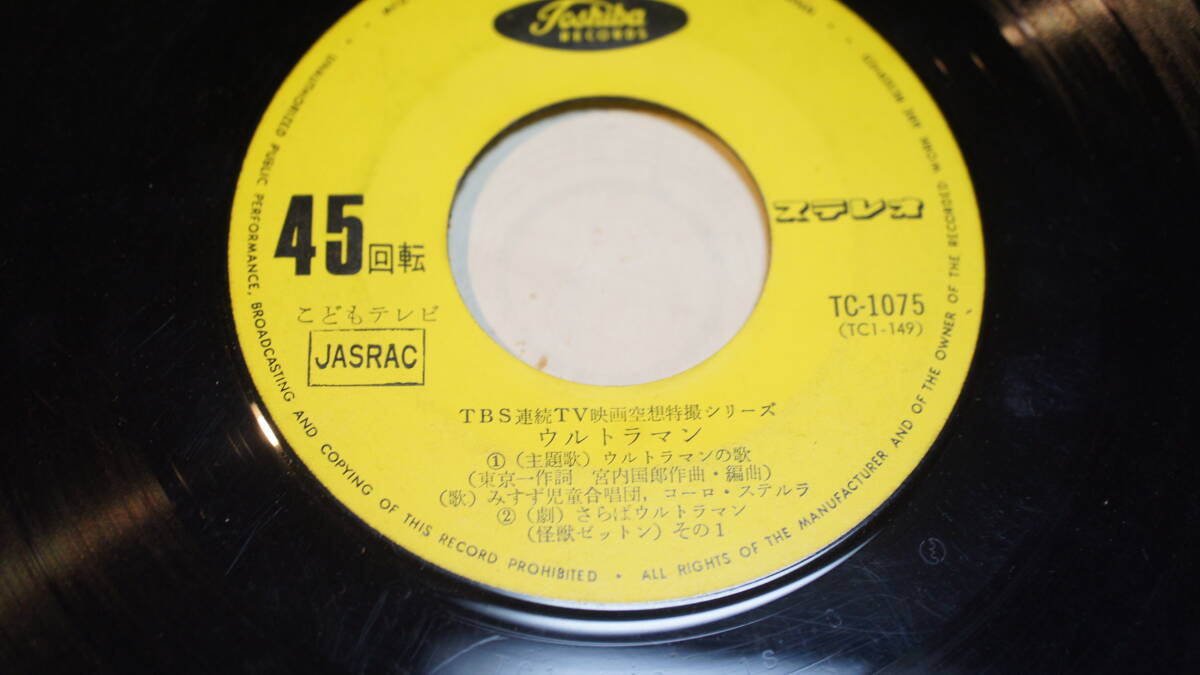 Toshiba
RECORDS
45回転
ステレオ
こどもテレビ
JASRAC
TC-1075
(TC1-149)
TBS連続TV映画空想特撮シリーズ
ウルトラマン
①(主題歌)ウルトラマンの歌
(東京一作詞 宮内国郎作曲・編曲)
(歌)みすず児童合唱団, コーロ・ステルラ
②(劇)さらばウルトラマン
(怪獣ゼットン)その1
UNAUTHORIZED PUBLIC PERFORMANCE, BROADCASTING AND COPYING OF THIS RECORD PROHIBITED • ALL RIGHTS OF THE MANUFACTURER AND OF THE OWNER OF THE RECORDED WORK ARE RESERVED